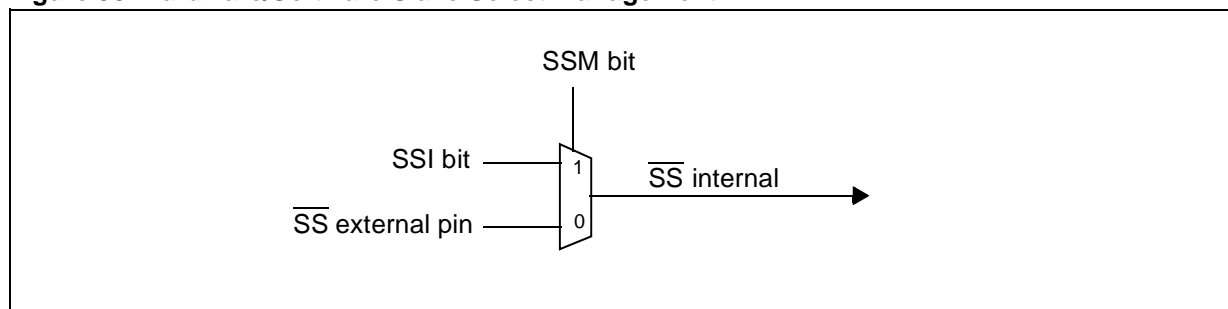 SSM bit
SSI bit
1
SS internal
SS external pin
0